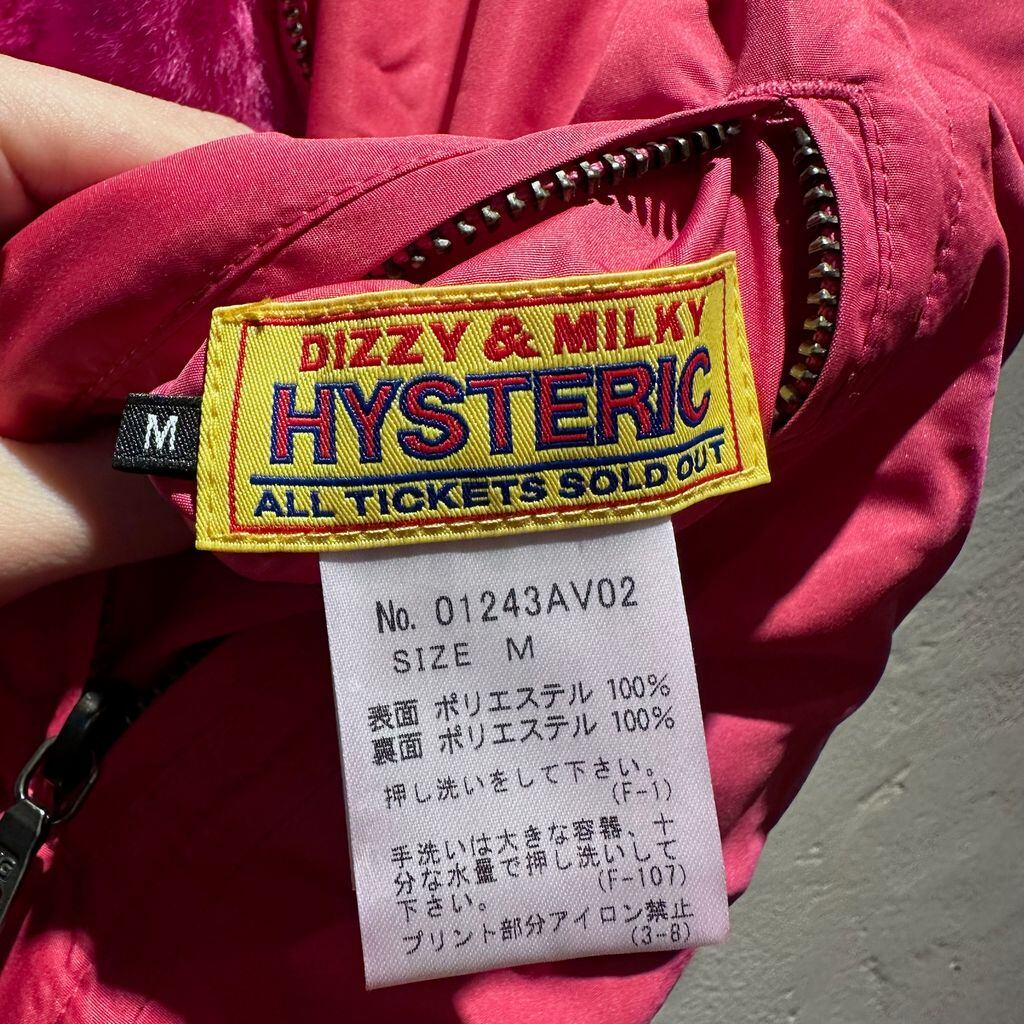 DIZZY & MILKY
HYSTERIC
ALL TICKETS SOLD OUT
M
No. 01243AV02
SIZE M
表面 ポリエステル 100%
裏面 ポリエステル 100%
押し洗いをして下さい。
(F-1)
手洗いは大きな容器、十
分な水量で押し洗いして
下さい。
(F-107)
プリント部分アイロン禁止
(3-8)